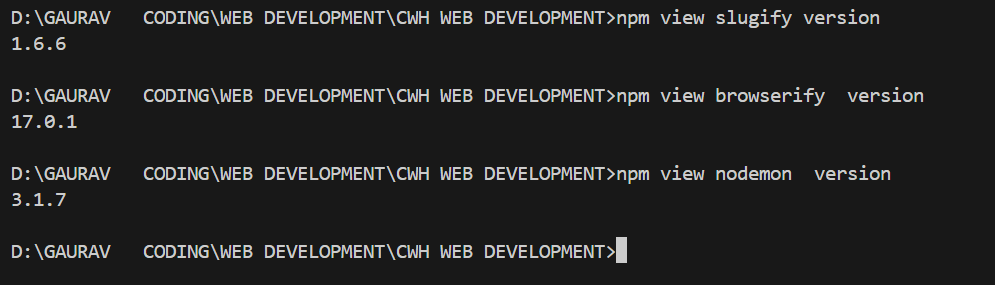 D:\GAURAV   CODING\WEB DEVELOPMENT\CWH WEB DEVELOPMENT>npm view slugify version
1.6.6
D:\GAURAV   CODING\WEB DEVELOPMENT\CWH WEB DEVELOPMENT>npm view browserify  version
17.0.1
D:\GAURAV   CODING\WEB DEVELOPMENT\CWH WEB DEVELOPMENT>npm view nodemon  version
3.1.7
D:\GAURAV   CODING\WEB DEVELOPMENT\CWH WEB DEVELOPMENT>